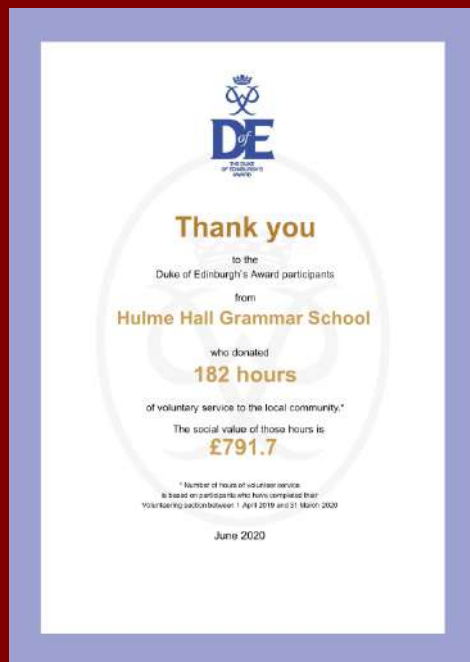 DofE
THE DUKE
OF EDINBURGH'S
AWARD
Thank you
to the
Duke of Edinburgh's Award participants
from
Hulme Hall Grammar School
who donated
182 hours
of voluntary service to the local community.*
The social value of those hours is
£791.7
* Number of hours of volunteer service
is based on participants who have completed their
Volunteering section between 1 April 2019 and 31 March 2020
June 2020